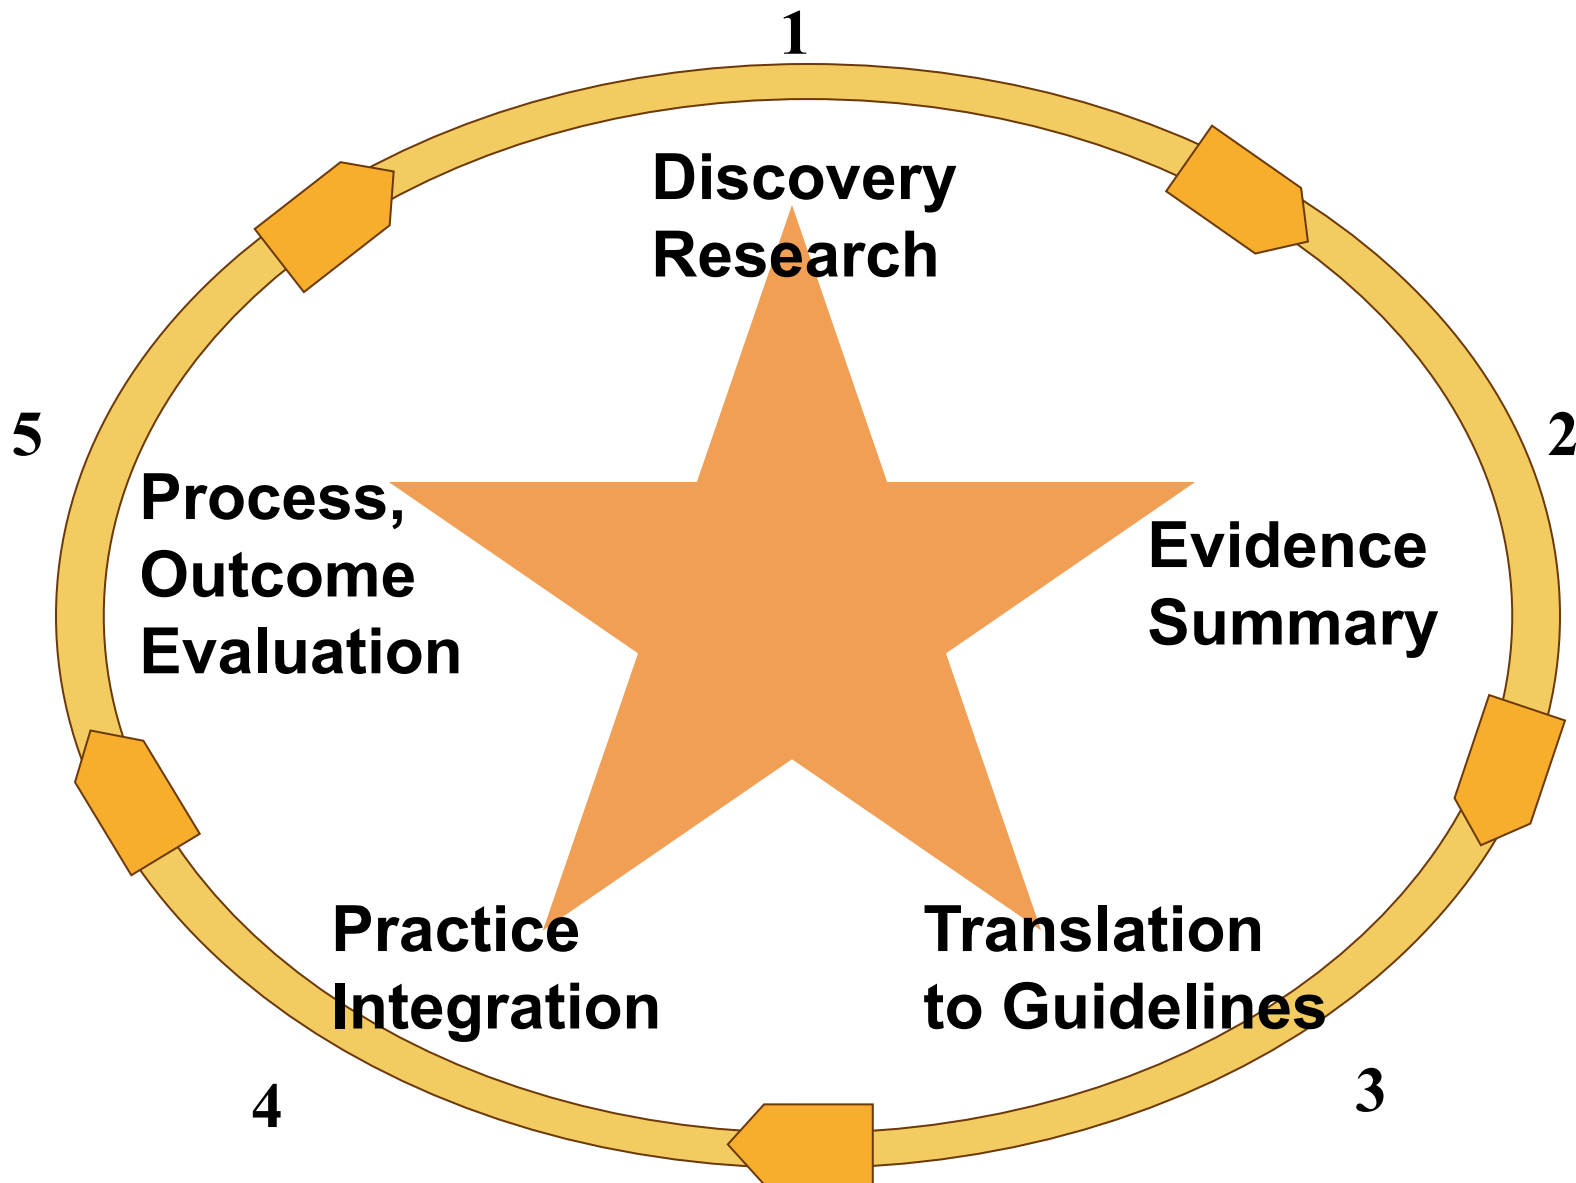 1
Discovery
Research
2
Evidence
Summary
3
Translation
to Guidelines
4
Practice
Integration
5
Process,
Outcome
Evaluation